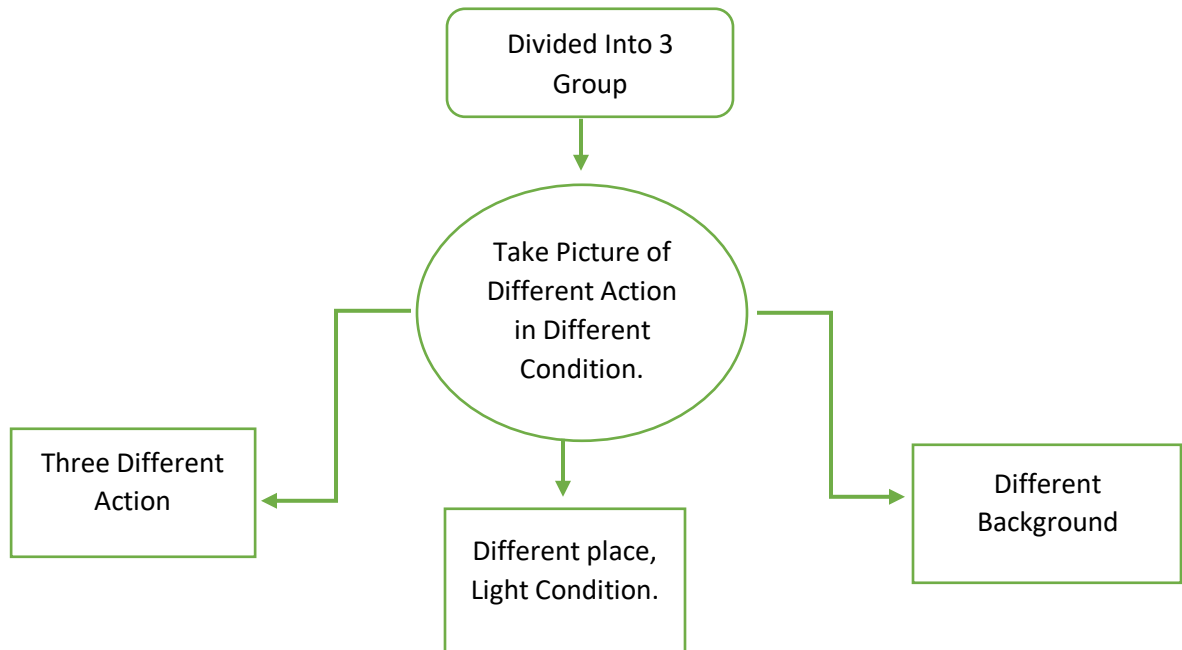 Divided Into 3
Group
Take Picture of
Different Action
in Different
Condition.
Three Different
Action
Different place,
Light Condition.
Different
Background